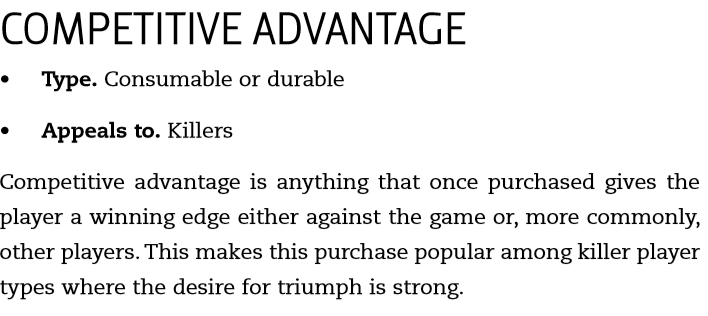 COMPETITIVE ADVANTAGE
• Type. Consumable or durable
• Appeals to. Killers
Competitive advantage is anything that once purchased gives the
player a winning edge either against the game or, more commonly,
other players. This makes this purchase popular among killer player
types where the desire for triumph is strong.